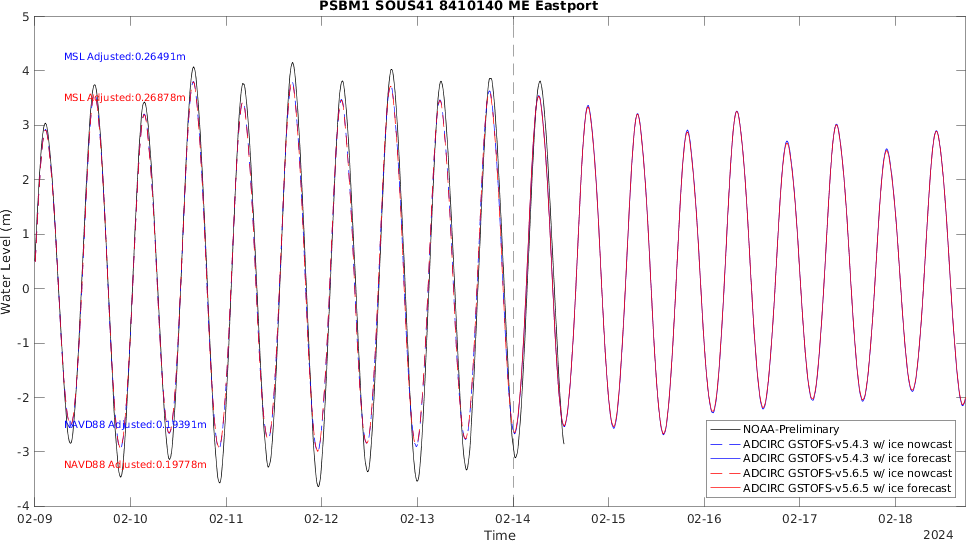 PSBM1 SOUS41 8410140 ME Eastport
5
4
3
2
1
0
-1
-2
-3
-4
Water Level (m)
MSL Adjusted:0.26491m
MSL Adjusted:0.26878m
NAVD88 Adjusted:0.19391m
NAVD88 Adjusted:0.19778m
NOAA-Preliminary
ADCIRC GSTOFS-v5.4.3 w/ ice nowcast
ADCIRC GSTOFS-v5.4.3 w/ ice forecast
ADCIRC GSTOFS-v5.6.5 w/ ice nowcast
ADCIRC GSTOFS-v5.6.5 w/ ice forecast
02-09 02-10 02-11 02-12 02-13 02-14 02-15 02-16 02-17 02-18
Time
2024